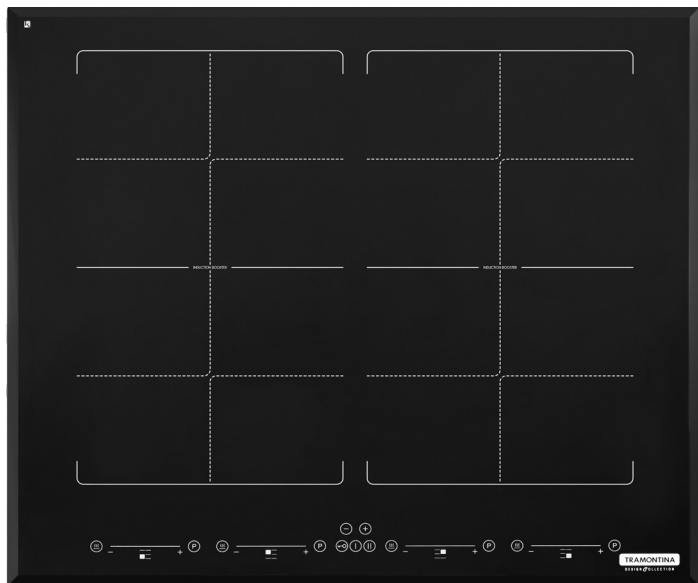 INDUCTION BOOSTER
INDUCTION BOOSTER
− +
− + P
− + P
− + P
− + P
TRAMONTINA
DESIGN COLLECTION